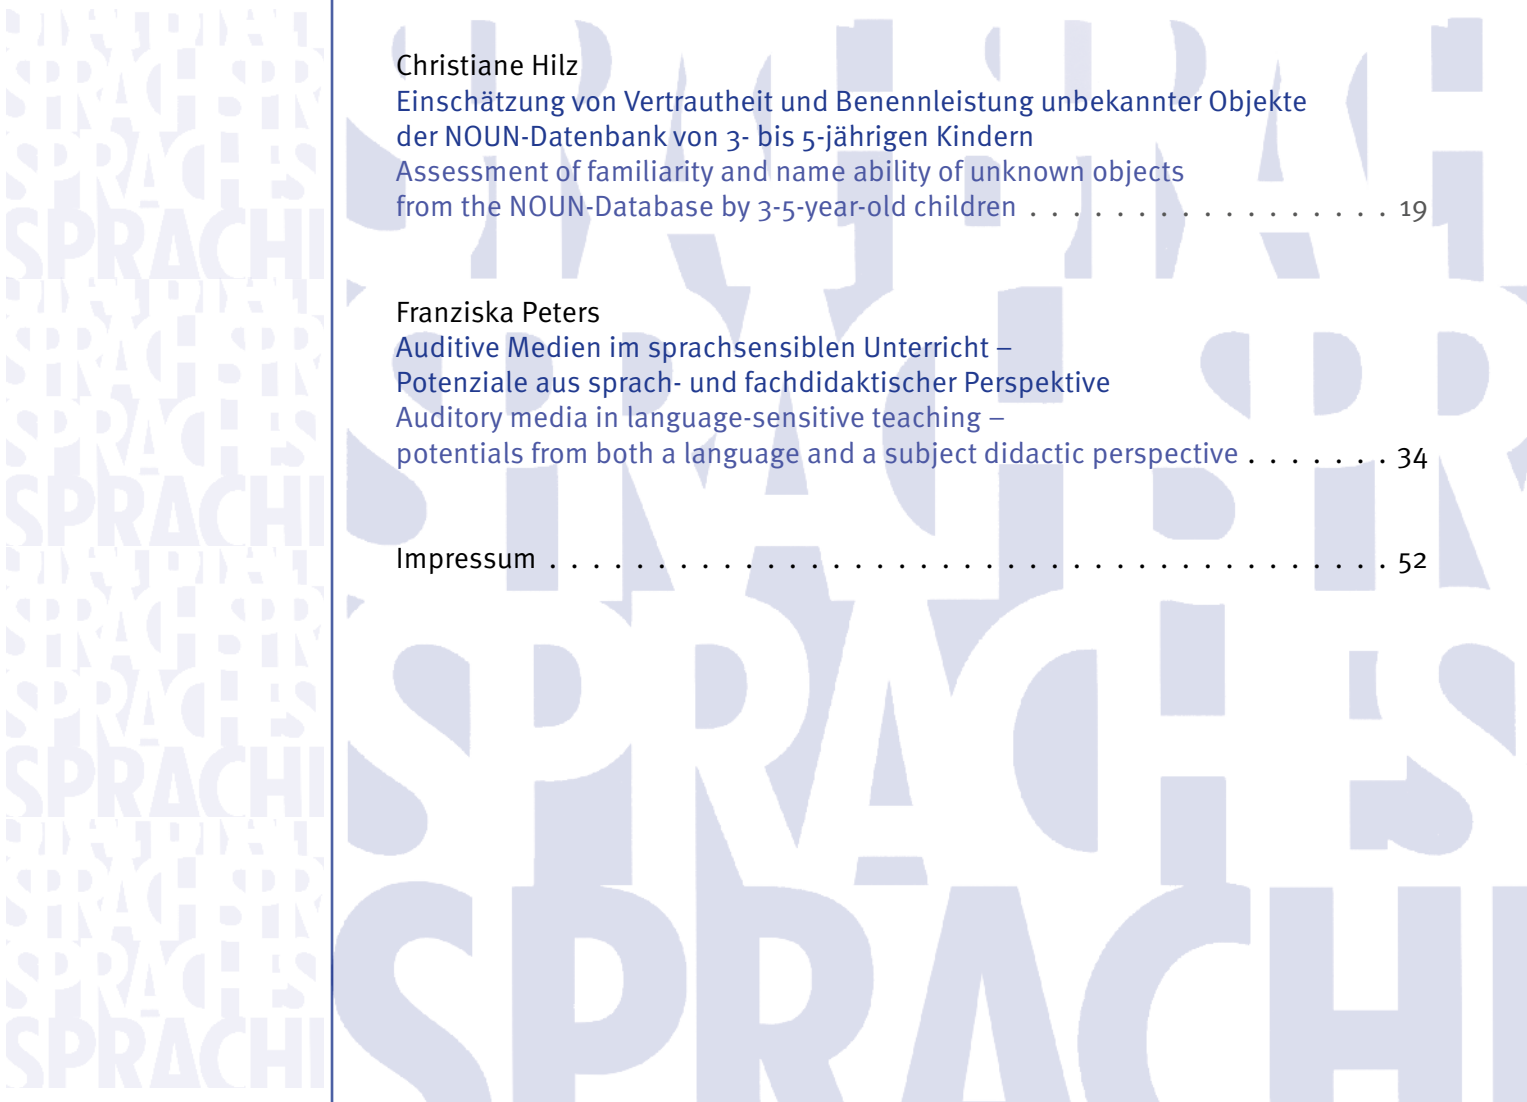 Christiane Hilz
Einschätzung von Vertrautheit und Benennleistung unbekannter Objekte
der NOUN-Datenbank von 3- bis 5-jährigen Kindern
Assessment of familiarity and name ability of unknown objects
from the NOUN-Database by 3-5-year-old children . . . . . . . . . . . . . . . . . 19
Franziska Peters
Auditive Medien im sprachsensiblen Unterricht –
Potenziale aus sprach- und fachdidaktischer Perspektive
Auditory media in language-sensitive teaching –
potentials from both a language and a subject didactic perspective . . . . . . . 34
Impressum . . . . . . . . . . . . . . . . . . . . . . . . . . . . . . . . . . . . . . . 52